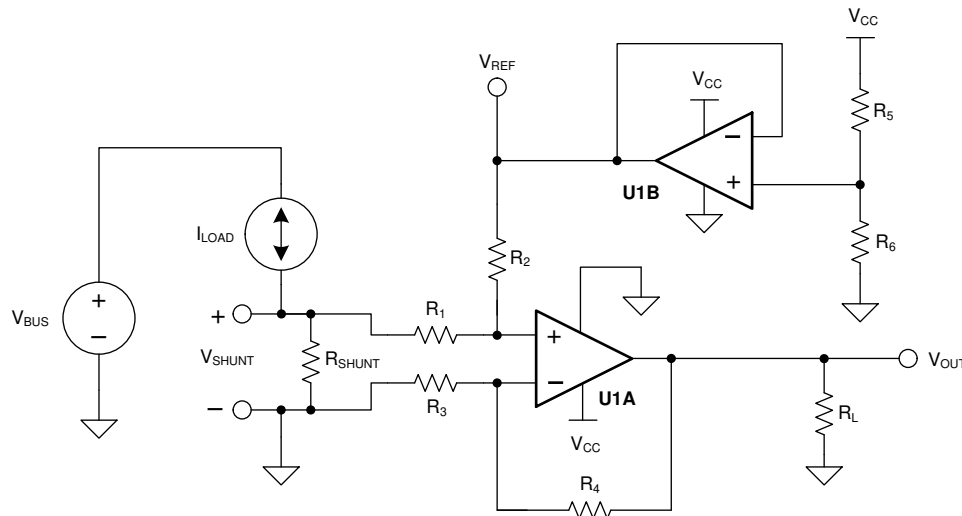 V_CC
V_REF
V_CC
R_5
−
+
U1B
I_LOAD
R_2
R_6
+
−
V_BUS
+
R_1
V_SHUNT
R_SHUNT
+
−
V_OUT
−
R_3
U1A
R_L
V_CC
R_4